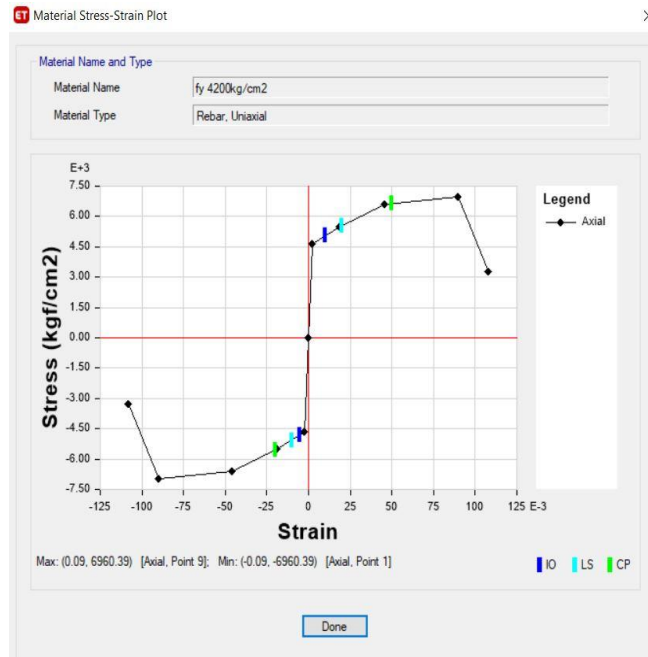 ET Material Stress-Strain Plot
Material Name and Type
Material Name fy 4200kg/cm2
Material Type Rebar, Uniaxial
E+3
7.50
6.00
4.50
3.00
1.50
0.00
-1.50
-3.00
-4.50
-6.00
-7.50
Stress (kgf/cm2)
-125 -100 -75 -50 -25 0 25 50 75 100 125 E-3
Strain
Legend
Axial
Max: (0.09, 6960.39) [Axial, Point 9]; Min: (-0.09, -6960.39) [Axial, Point 1]
IO LS CP
Done